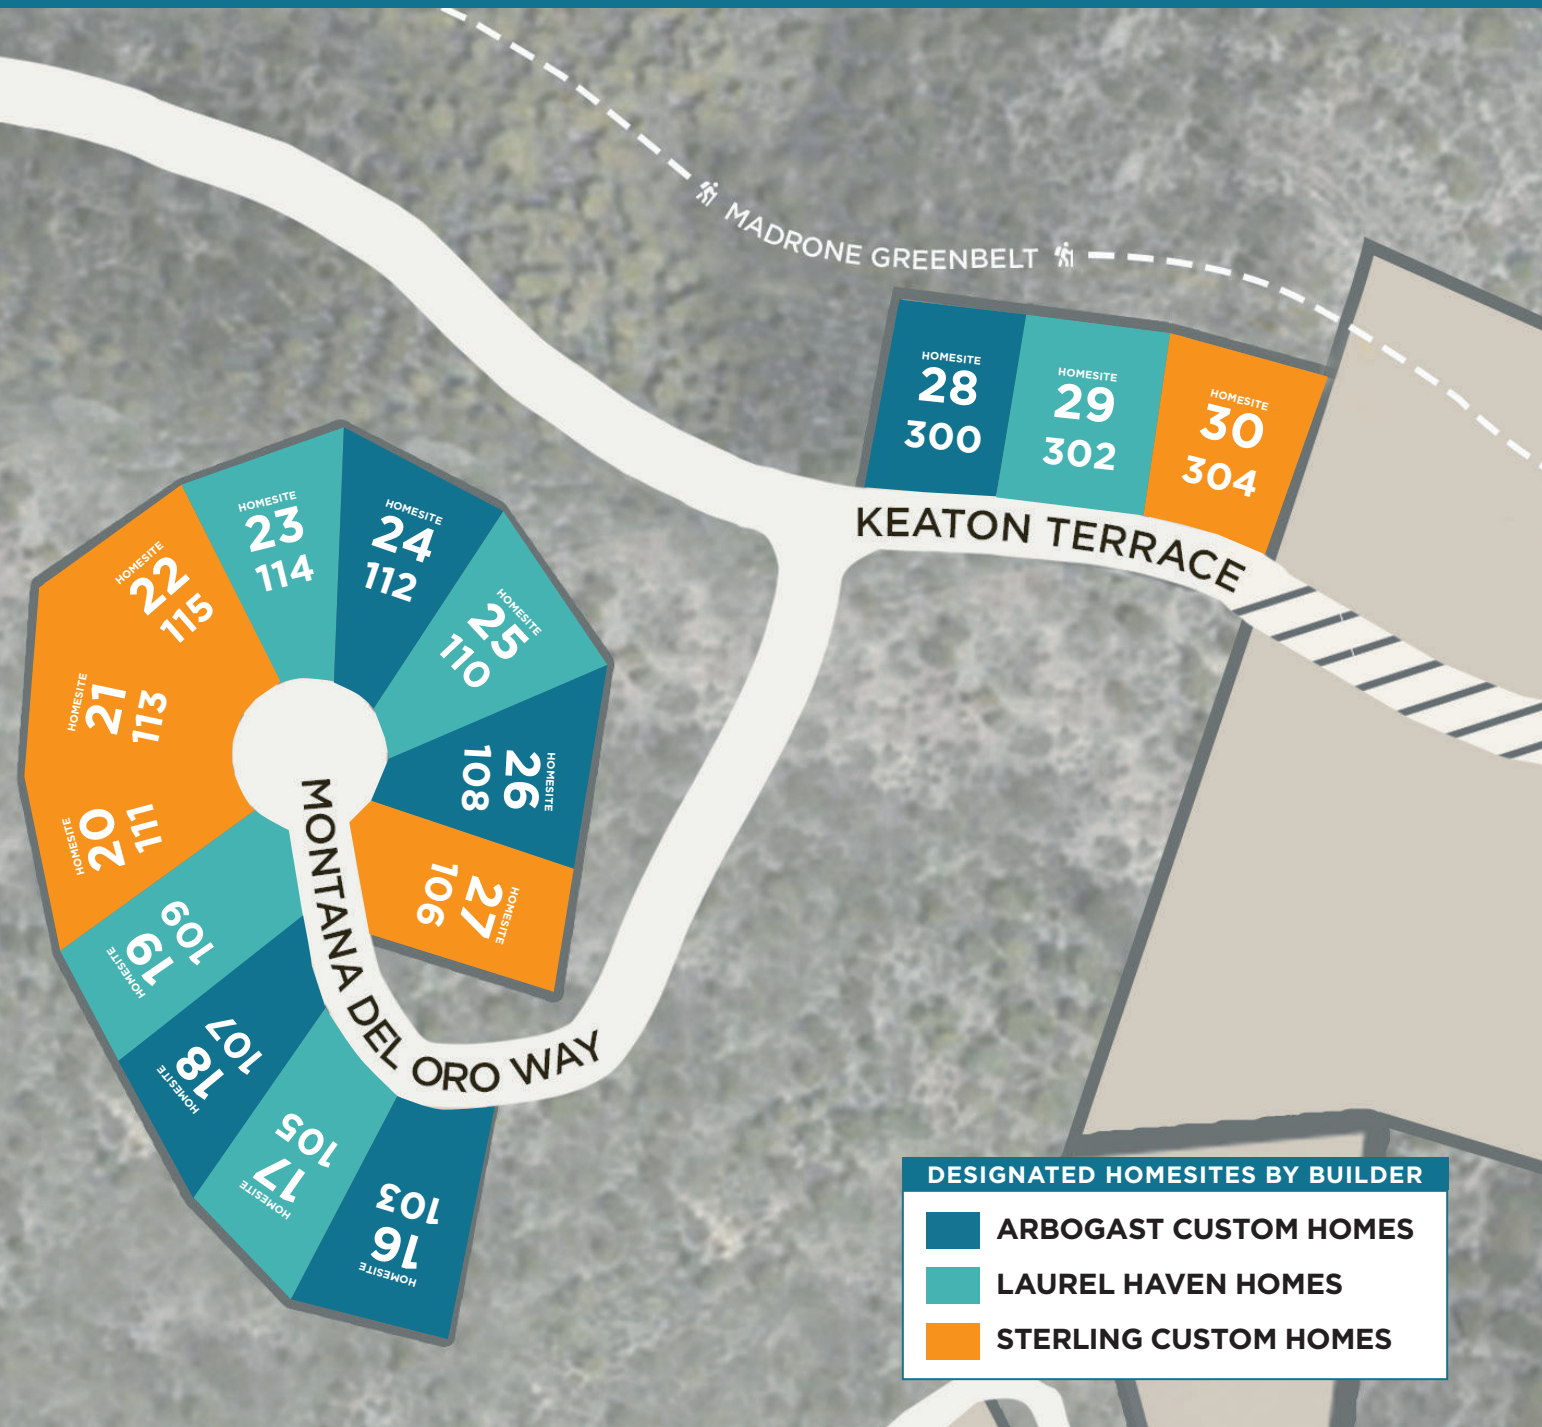 MADRONE GREENBELT
HOMESITE
28
300
HOMESITE
29
302
HOMESITE
30
304
KEATON TERRACE
HOMESITE
23
114
HOMESITE
24
112
HOMESITE
22
115
HOMESITE
25
110
HOMESITE
21
113
HOMESITE
26
108
HOMESITE
20
111
HOMESITE
27
106
HOMESITE
19
109
HOMESITE
18
107
HOMESITE
17
105
HOMESITE
16
103
MONTANA DEL ORO WAY
DESIGNATED HOMESITES BY BUILDER
ARBOGAST CUSTOM HOMES
LAUREL HAVEN HOMES
STERLING CUSTOM HOMES